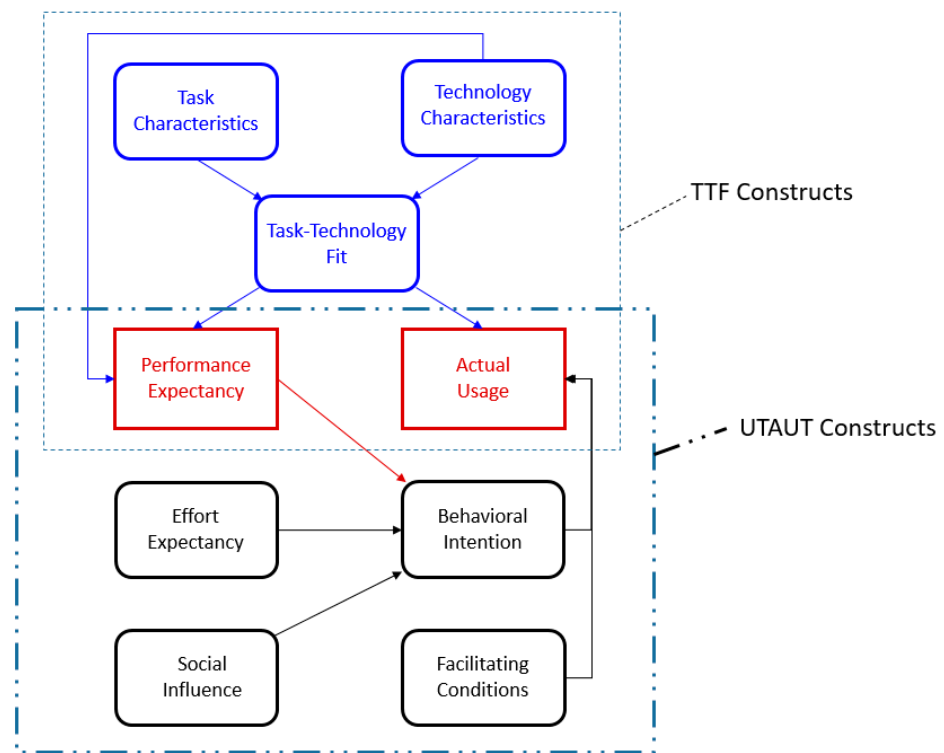 Task
Characteristics
Technology
Characteristics
Task-Technology
Fit
TTF Constructs
Performance
Expectancy
Actual
Usage
UTAUT Constructs
Effort
Expectancy
Behavioral
Intention
Social
Influence
Facilitating
Conditions